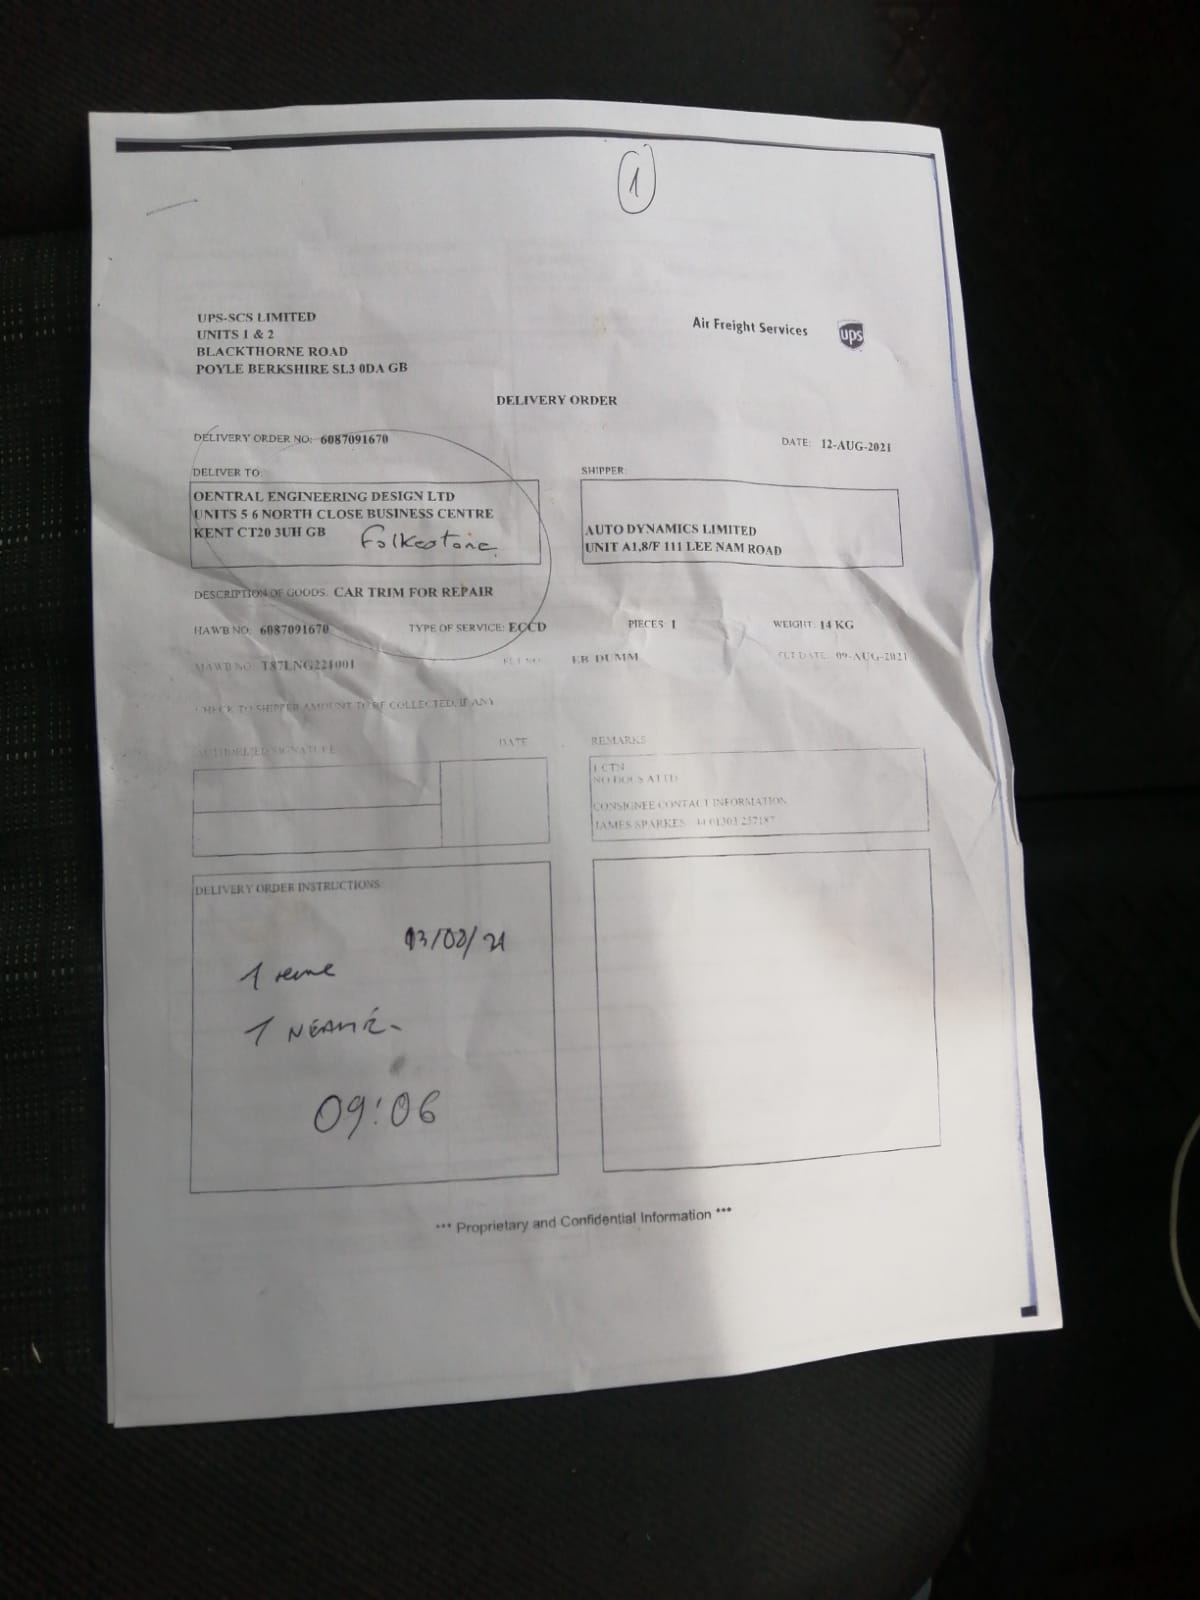 1
UPS-SCS LIMITED
UNITS 1 & 2
BLACKTHORNE ROAD
POYLE BERKSHIRE SL3 0DA GB
Air Freight Services
ups
DELIVERY ORDER
DELIVERY ORDER NO: 6087091670
DATE: 12-AUG-2021
DELIVER TO:
OENTRAL ENGINEERING DESIGN LTD
UNITS 5 6 NORTH CLOSE BUSINESS CENTRE
KENT CT20 3UH GB
Folkestone
SHIPPER:
AUTO DYNAMICS LIMITED
UNIT A1,8/F 111 LEE NAM ROAD
DESCRIPTION OF GOODS: CAR TRIM FOR REPAIR
HAWB NO: 6087091670 TYPE OF SERVICE: ECCD PIECES 1 WEIGHT: 14 KG
MAWB NO: T87LNG221001 FLT NO: EB DUMM FLT DATE: 09-AUG-2021
CHECK TO SHIPPER AMOUNT TO BE COLLECTED, IF ANY
AUTHORIZED SIGNATURE DATE
REMARKS
1 CTN
NO DOCS ATTD
CONSIGNEE CONTACT INFORMATION
JAMES SPARKES 44 01303 257187
DELIVERY ORDER INSTRUCTIONS:
13/08/21
1
1
09:06
*** Proprietary and Confidential Information ***